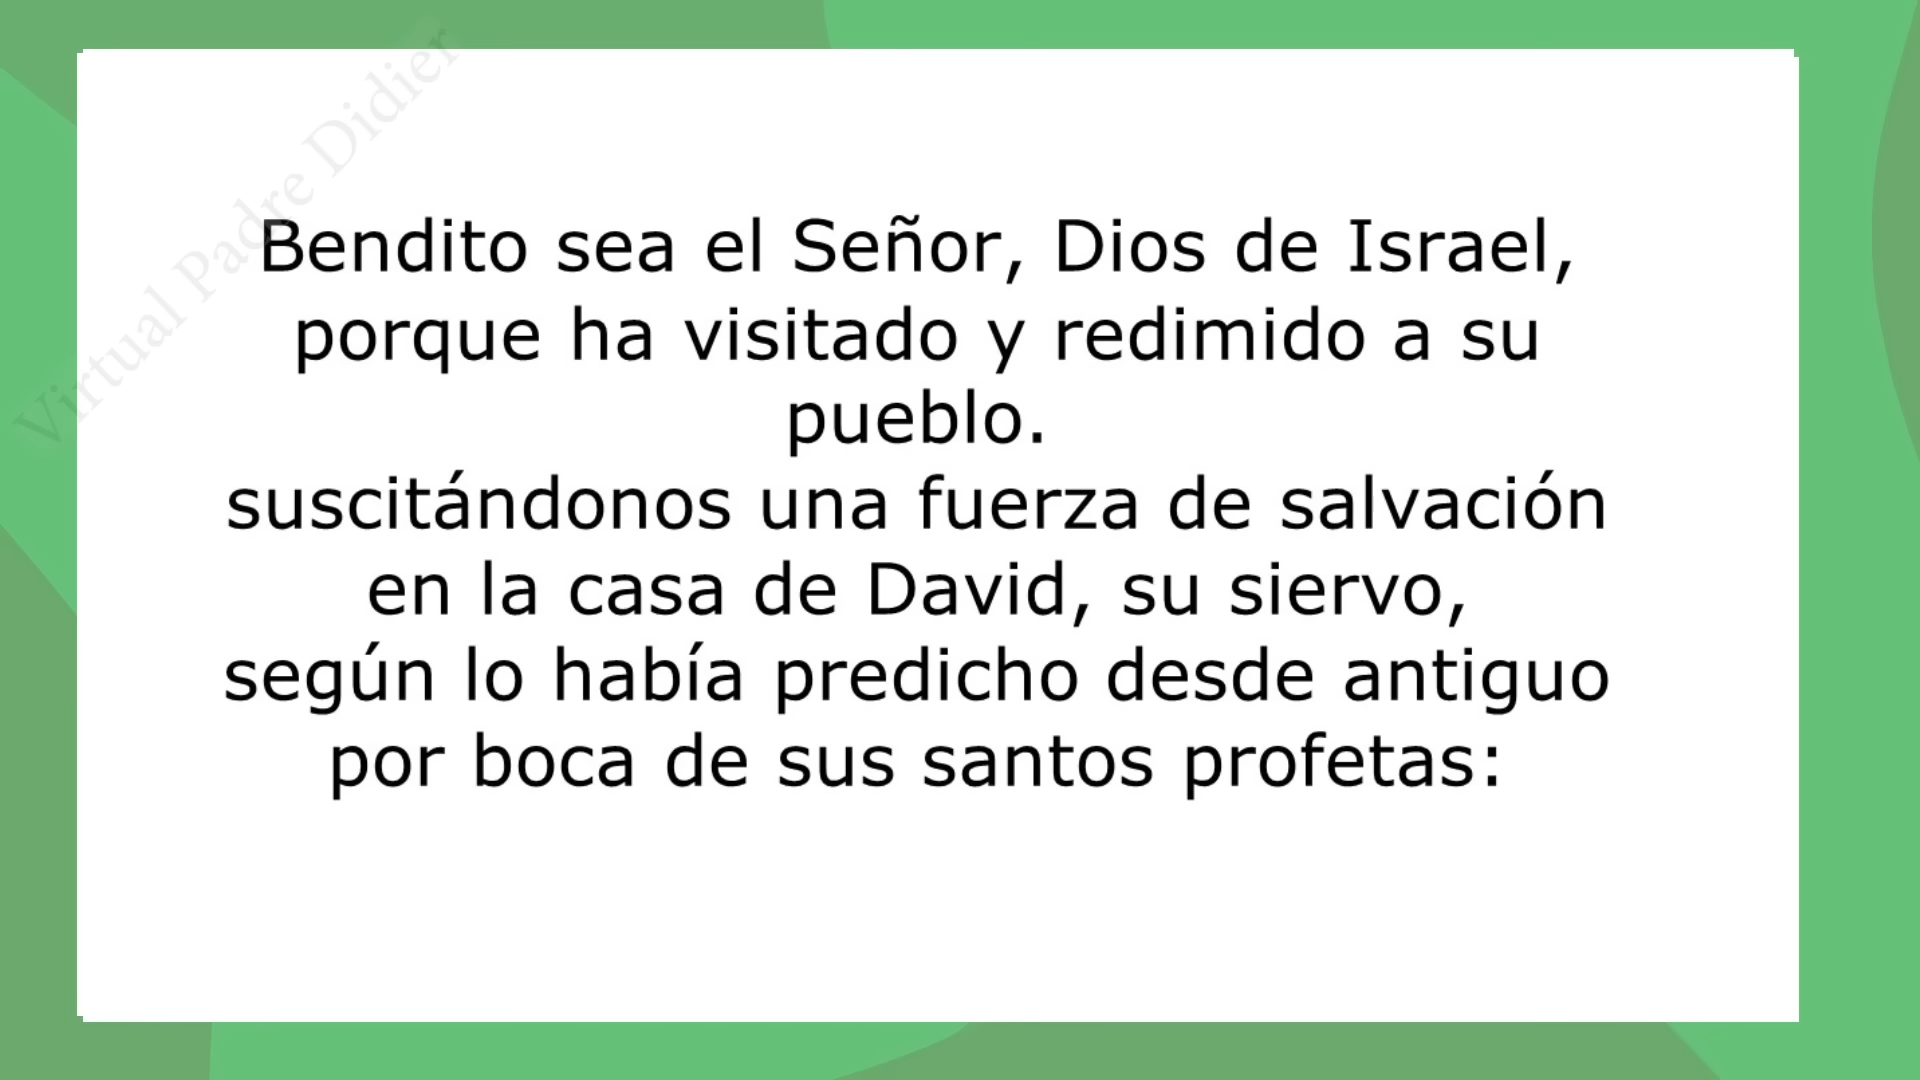 Virtual Padre Didier
Bendito sea el Señor, Dios de Israel,
porque ha visitado y redimido a su
pueblo.
suscitándonos una fuerza de salvación
en la casa de David, su siervo,
según lo había predicho desde antiguo
por boca de sus santos profetas: